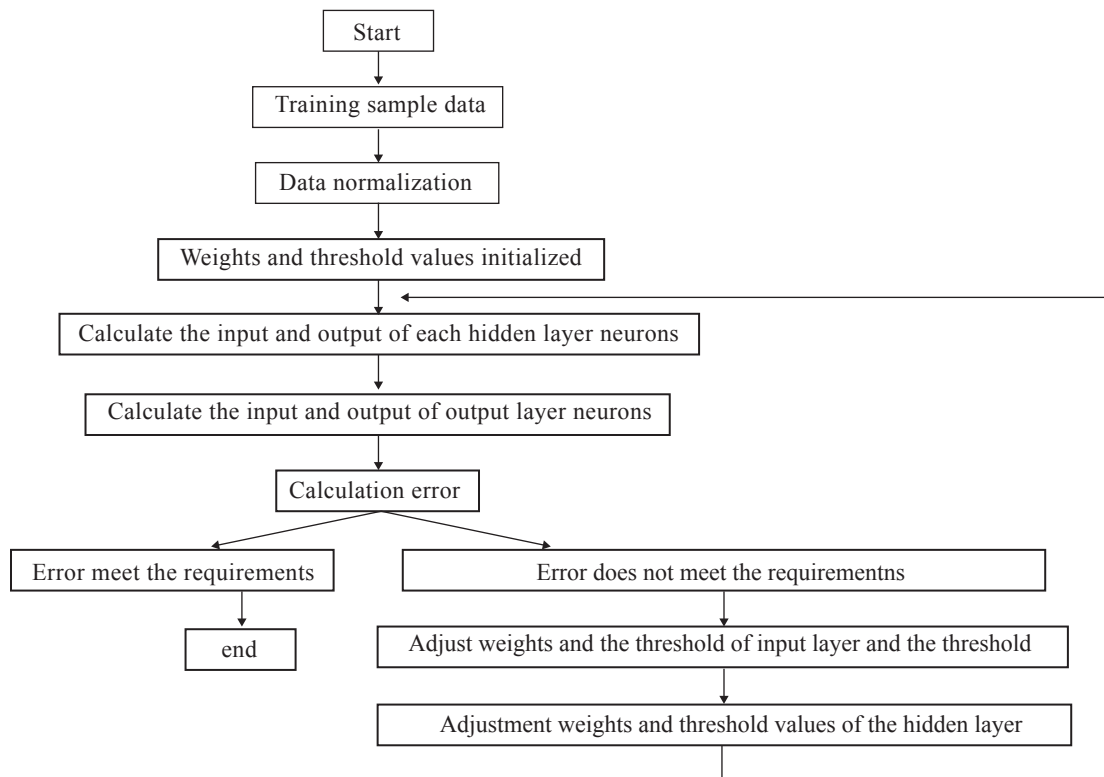 Start
Training sample data
Data normalization
Weights and threshold values initialized
Calculate the input and output of each hidden layer neurons
Calculate the input and output of output layer neurons
Calculation error
Error meet the requirements
Error does not meet the requirementns
end
Adjust weights and the threshold of input layer and the threshold
Adjustment weights and threshold values of the hidden layer